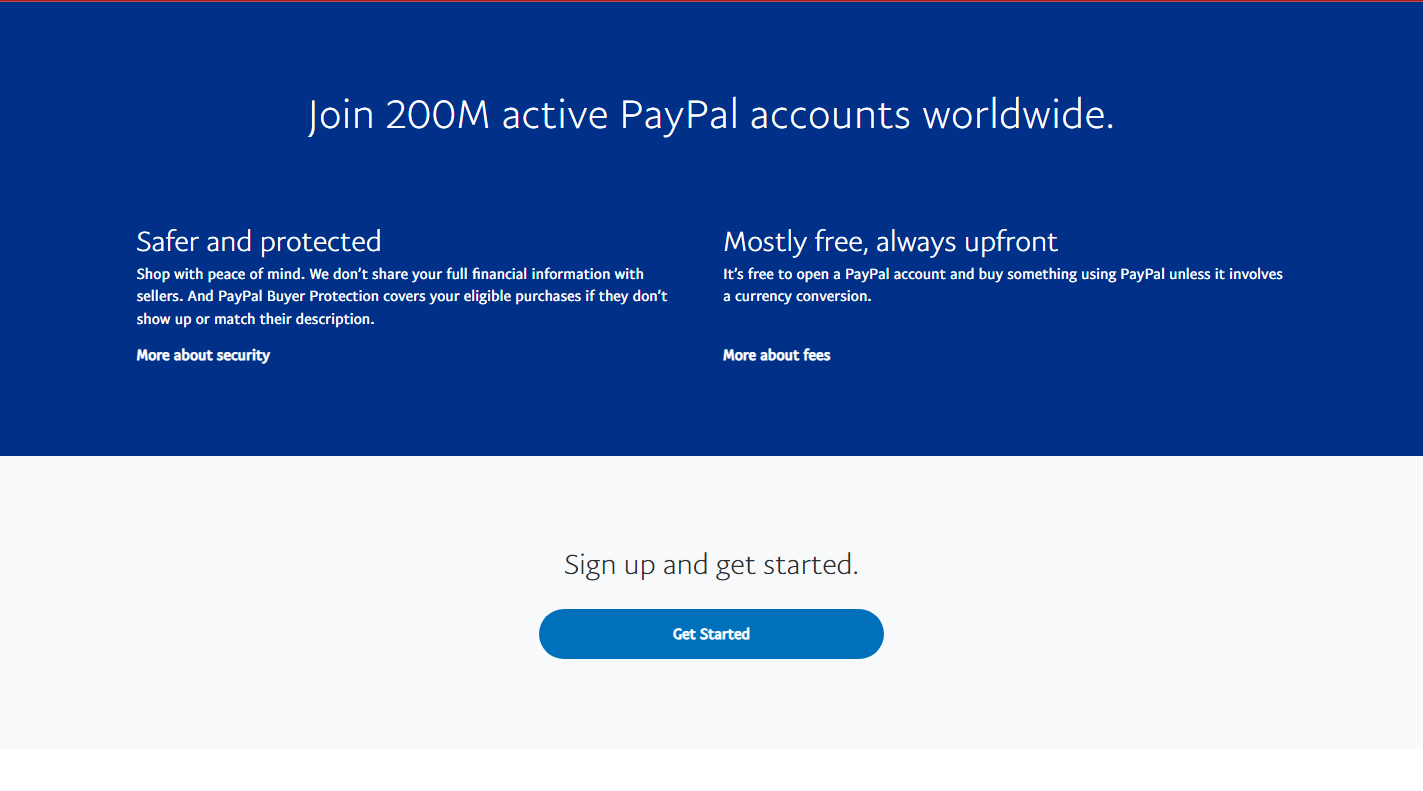 Join 200M active PayPal accounts worldwide.
Safer and protected
Shop with peace of mind. We don’t share your full financial information with
sellers. And PayPal Buyer Protection covers your eligible purchases if they don’t
show up or match their description.
More about security
Mostly free, always upfront
It’s free to open a PayPal account and buy something using PayPal unless it involves
a currency conversion.
More about fees
Sign up and get started.
Get Started